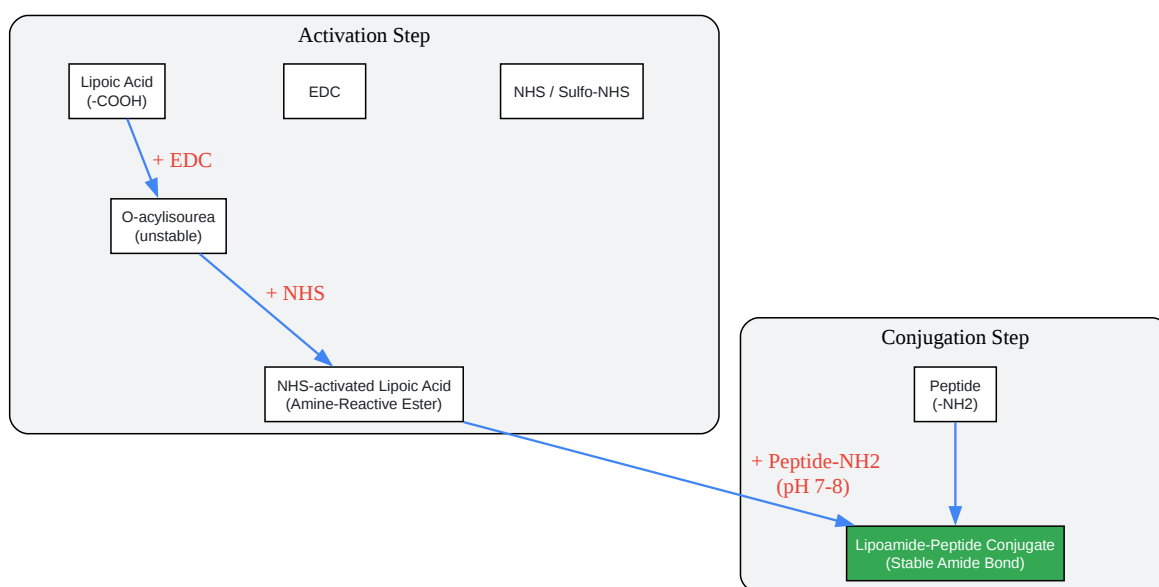 Activation Step
Lipoic Acid
(-COOH)
EDC
NHS / Sulfo-NHS
+ EDC
O-acylisourea
(unstable)
+ NHS
NHS-activated Lipoic Acid
(Amine-Reactive Ester)
Conjugation Step
Peptide
(-NH2)
+ Peptide-NH2
(pH 7-8)
Lipoamide-Peptide Conjugate
(Stable Amide Bond)